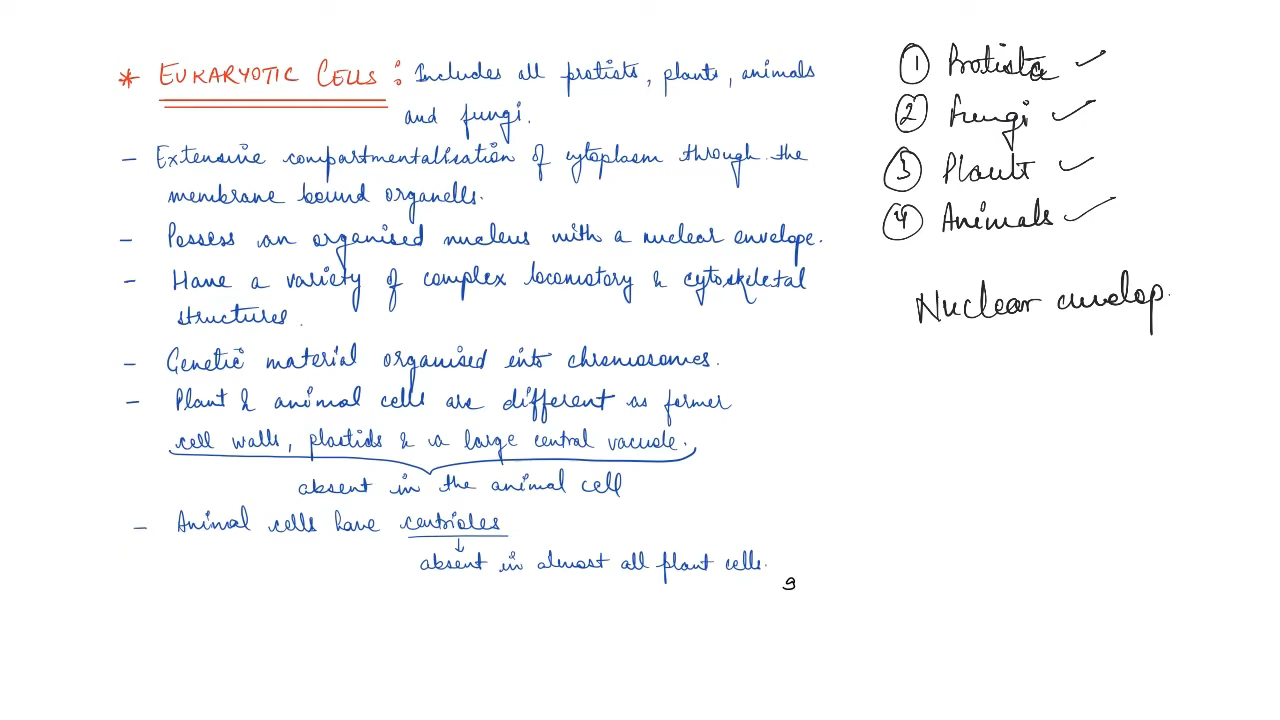 * EUKARYOTIC CELLS : Includes all protists, plants, animals
and fungi.
- Extensive compartmentalisation of cytoplasm through the
membrane bound organells.
- Possess an organised nucleus with a nuclear envelope.
- Have a variety of complex locomotory & cytoskeletal
structures.
- Genetic material organised into chromosomes.
- Plant & animal cells are different as former
cell walls, plastids & a large central vacuole.
absent in the animal cell
- Animal cells have centrioles
↓
absent in almost all plant cells.
9
① Protista ✓
② Fungi ✓
③ Plant ✓
④ Animals ✓
Nuclear envelop.